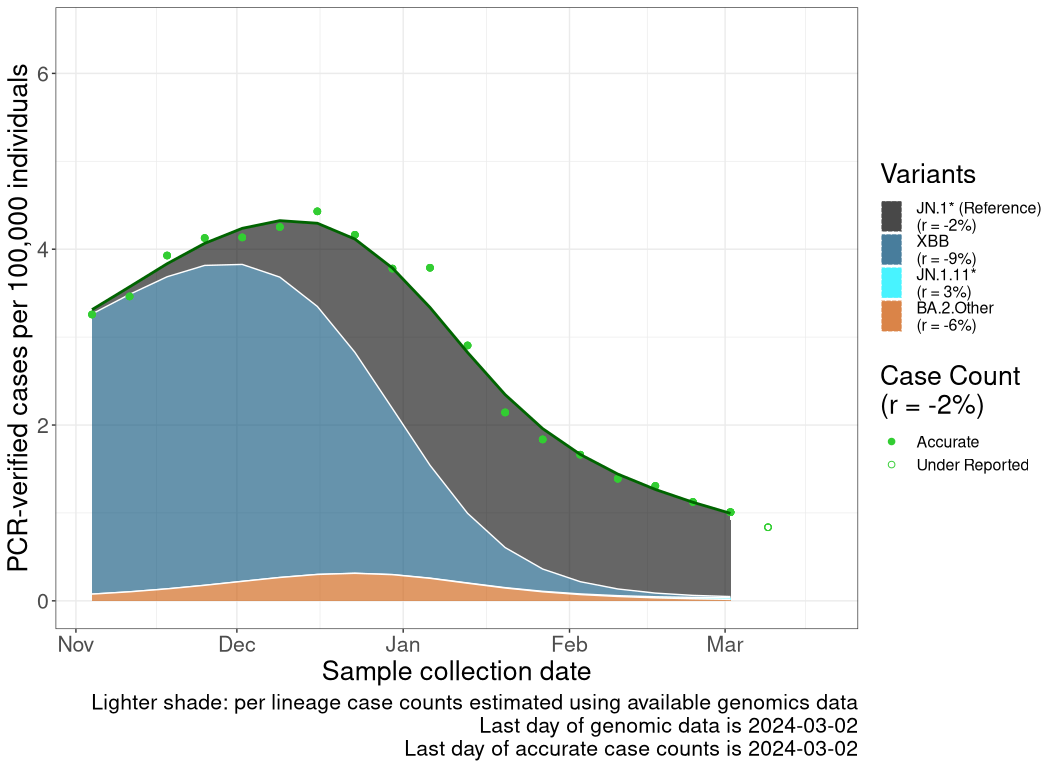 PCR-verified cases per 100,000 individuals
6
4
2
0
Nov
Dec
Jan
Feb
Mar
Sample collection date
Lighter shade: per lineage case counts estimated using available genomics data
Last day of genomic data is 2024-03-02
Last day of accurate case counts is 2024-03-02
Variants
JN.1* (Reference)
(r = -2%)
XBB
(r = -9%)
JN.1.11*
(r = 3%)
BA.2.Other
(r = -6%)
Case Count
(r = -2%)
Accurate
Under Reported